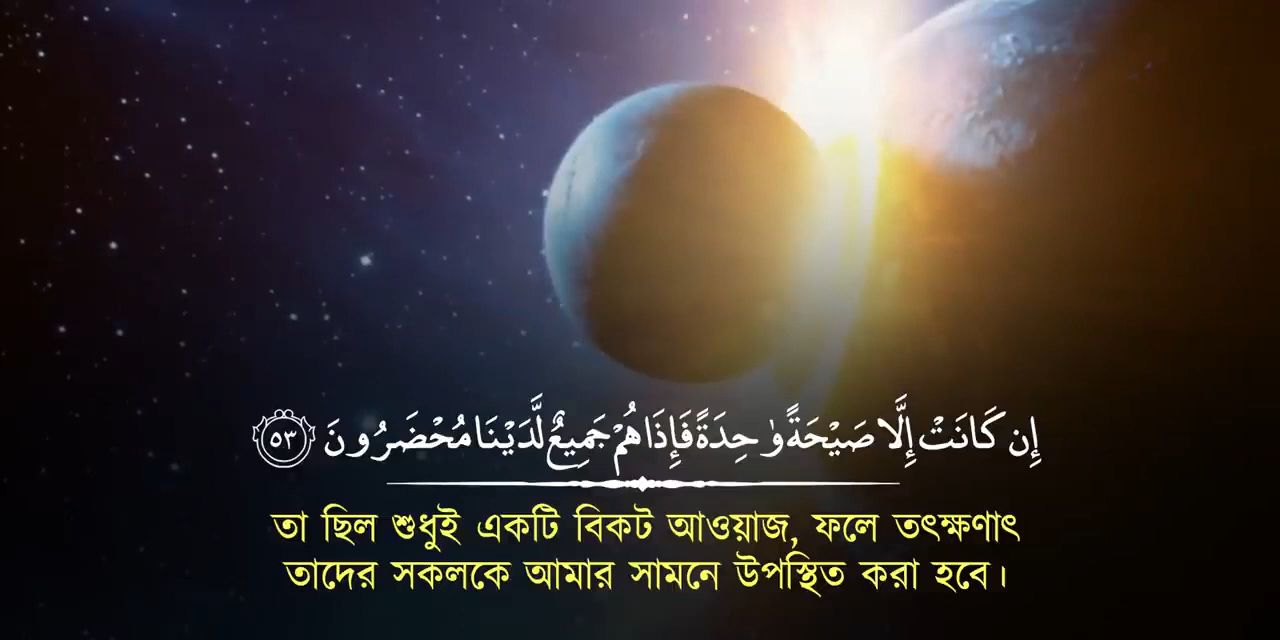 إِن كَانَتْ إِلَّا صَيْحَةً وَٰحِدَةً فَإِذَا هُمْ جَمِيعٌ لَّدَيْنَا مُحْضَرُونَ ٥٣
তা ছিল শুধুই একটি বিকট আওয়াজ, ফলে তৎক্ষণাৎ
তাদের সকলকে আমার সামনে উপস্থিত করা হবে।